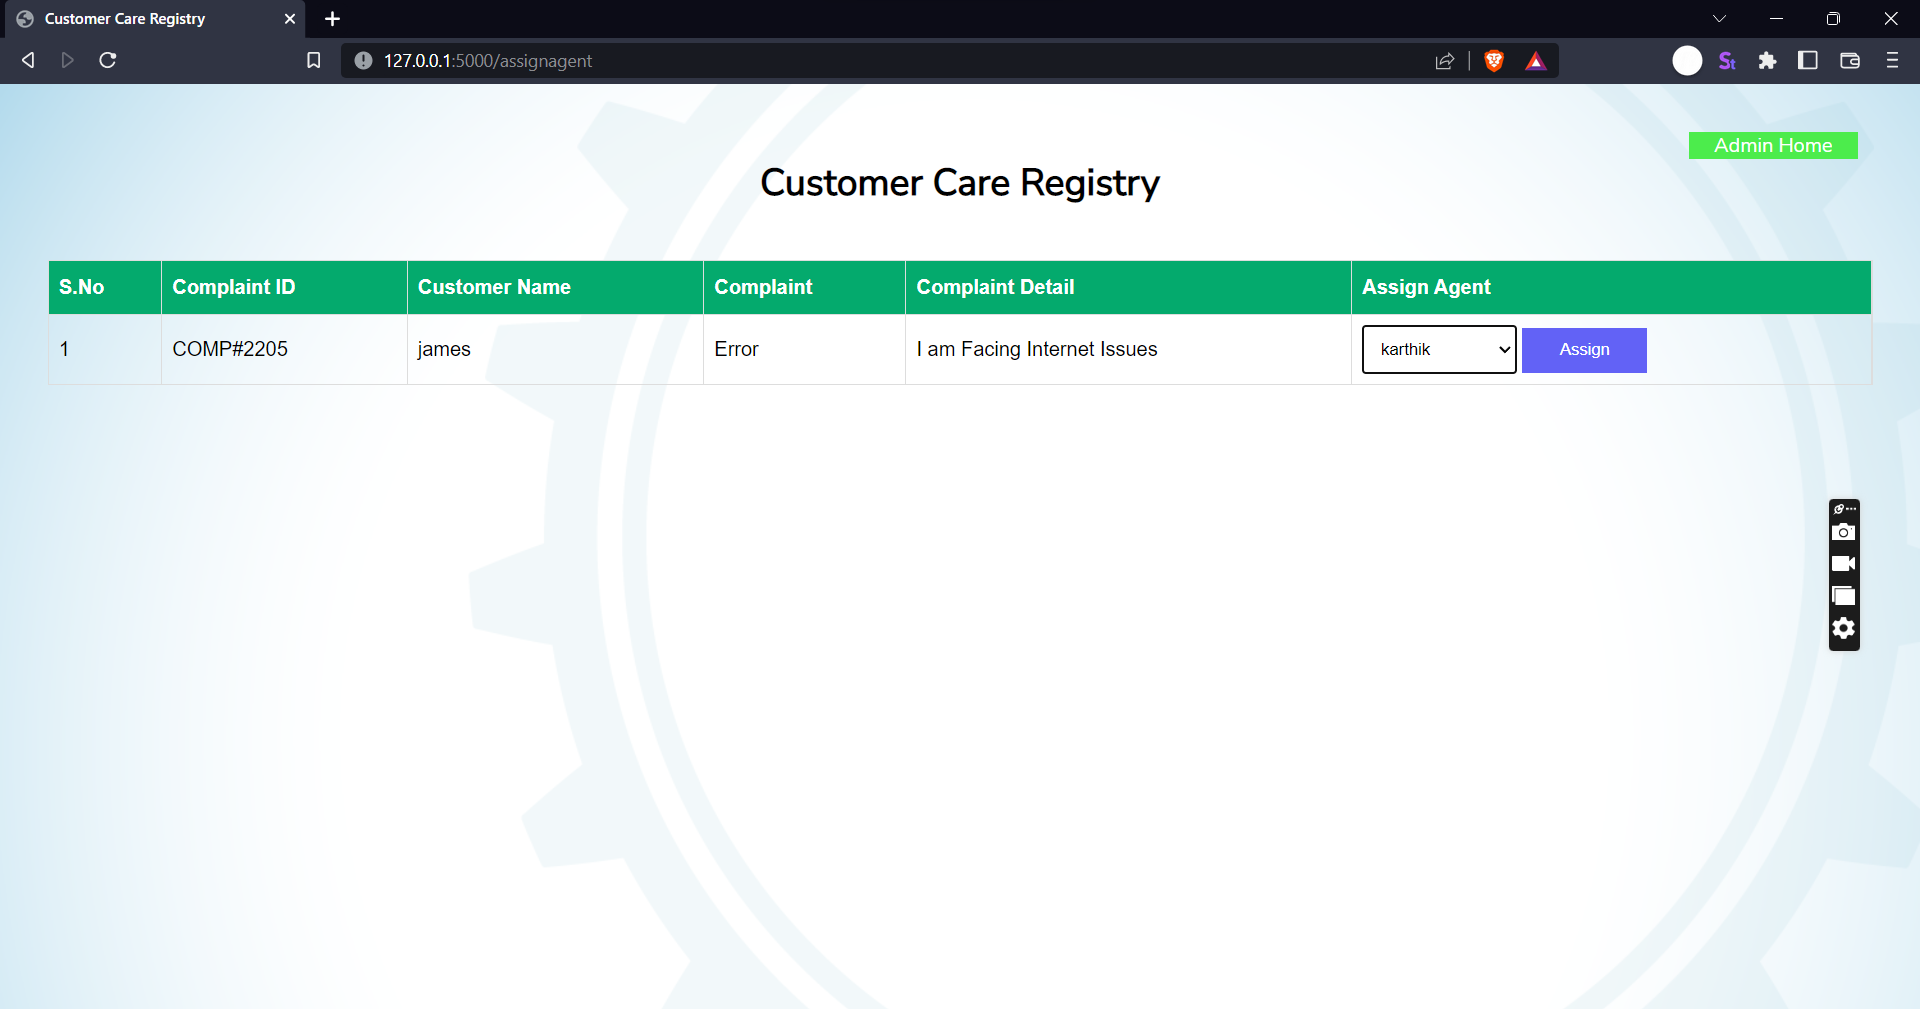 Customer Care Registry
127.0.0.1:5000/assignagent
St
Admin Home
Customer Care Registry
S.No Complaint ID Customer Name Complaint Complaint Detail Assign Agent
1 COMP#2205 james Error I am Facing Internet Issues karthik Assign